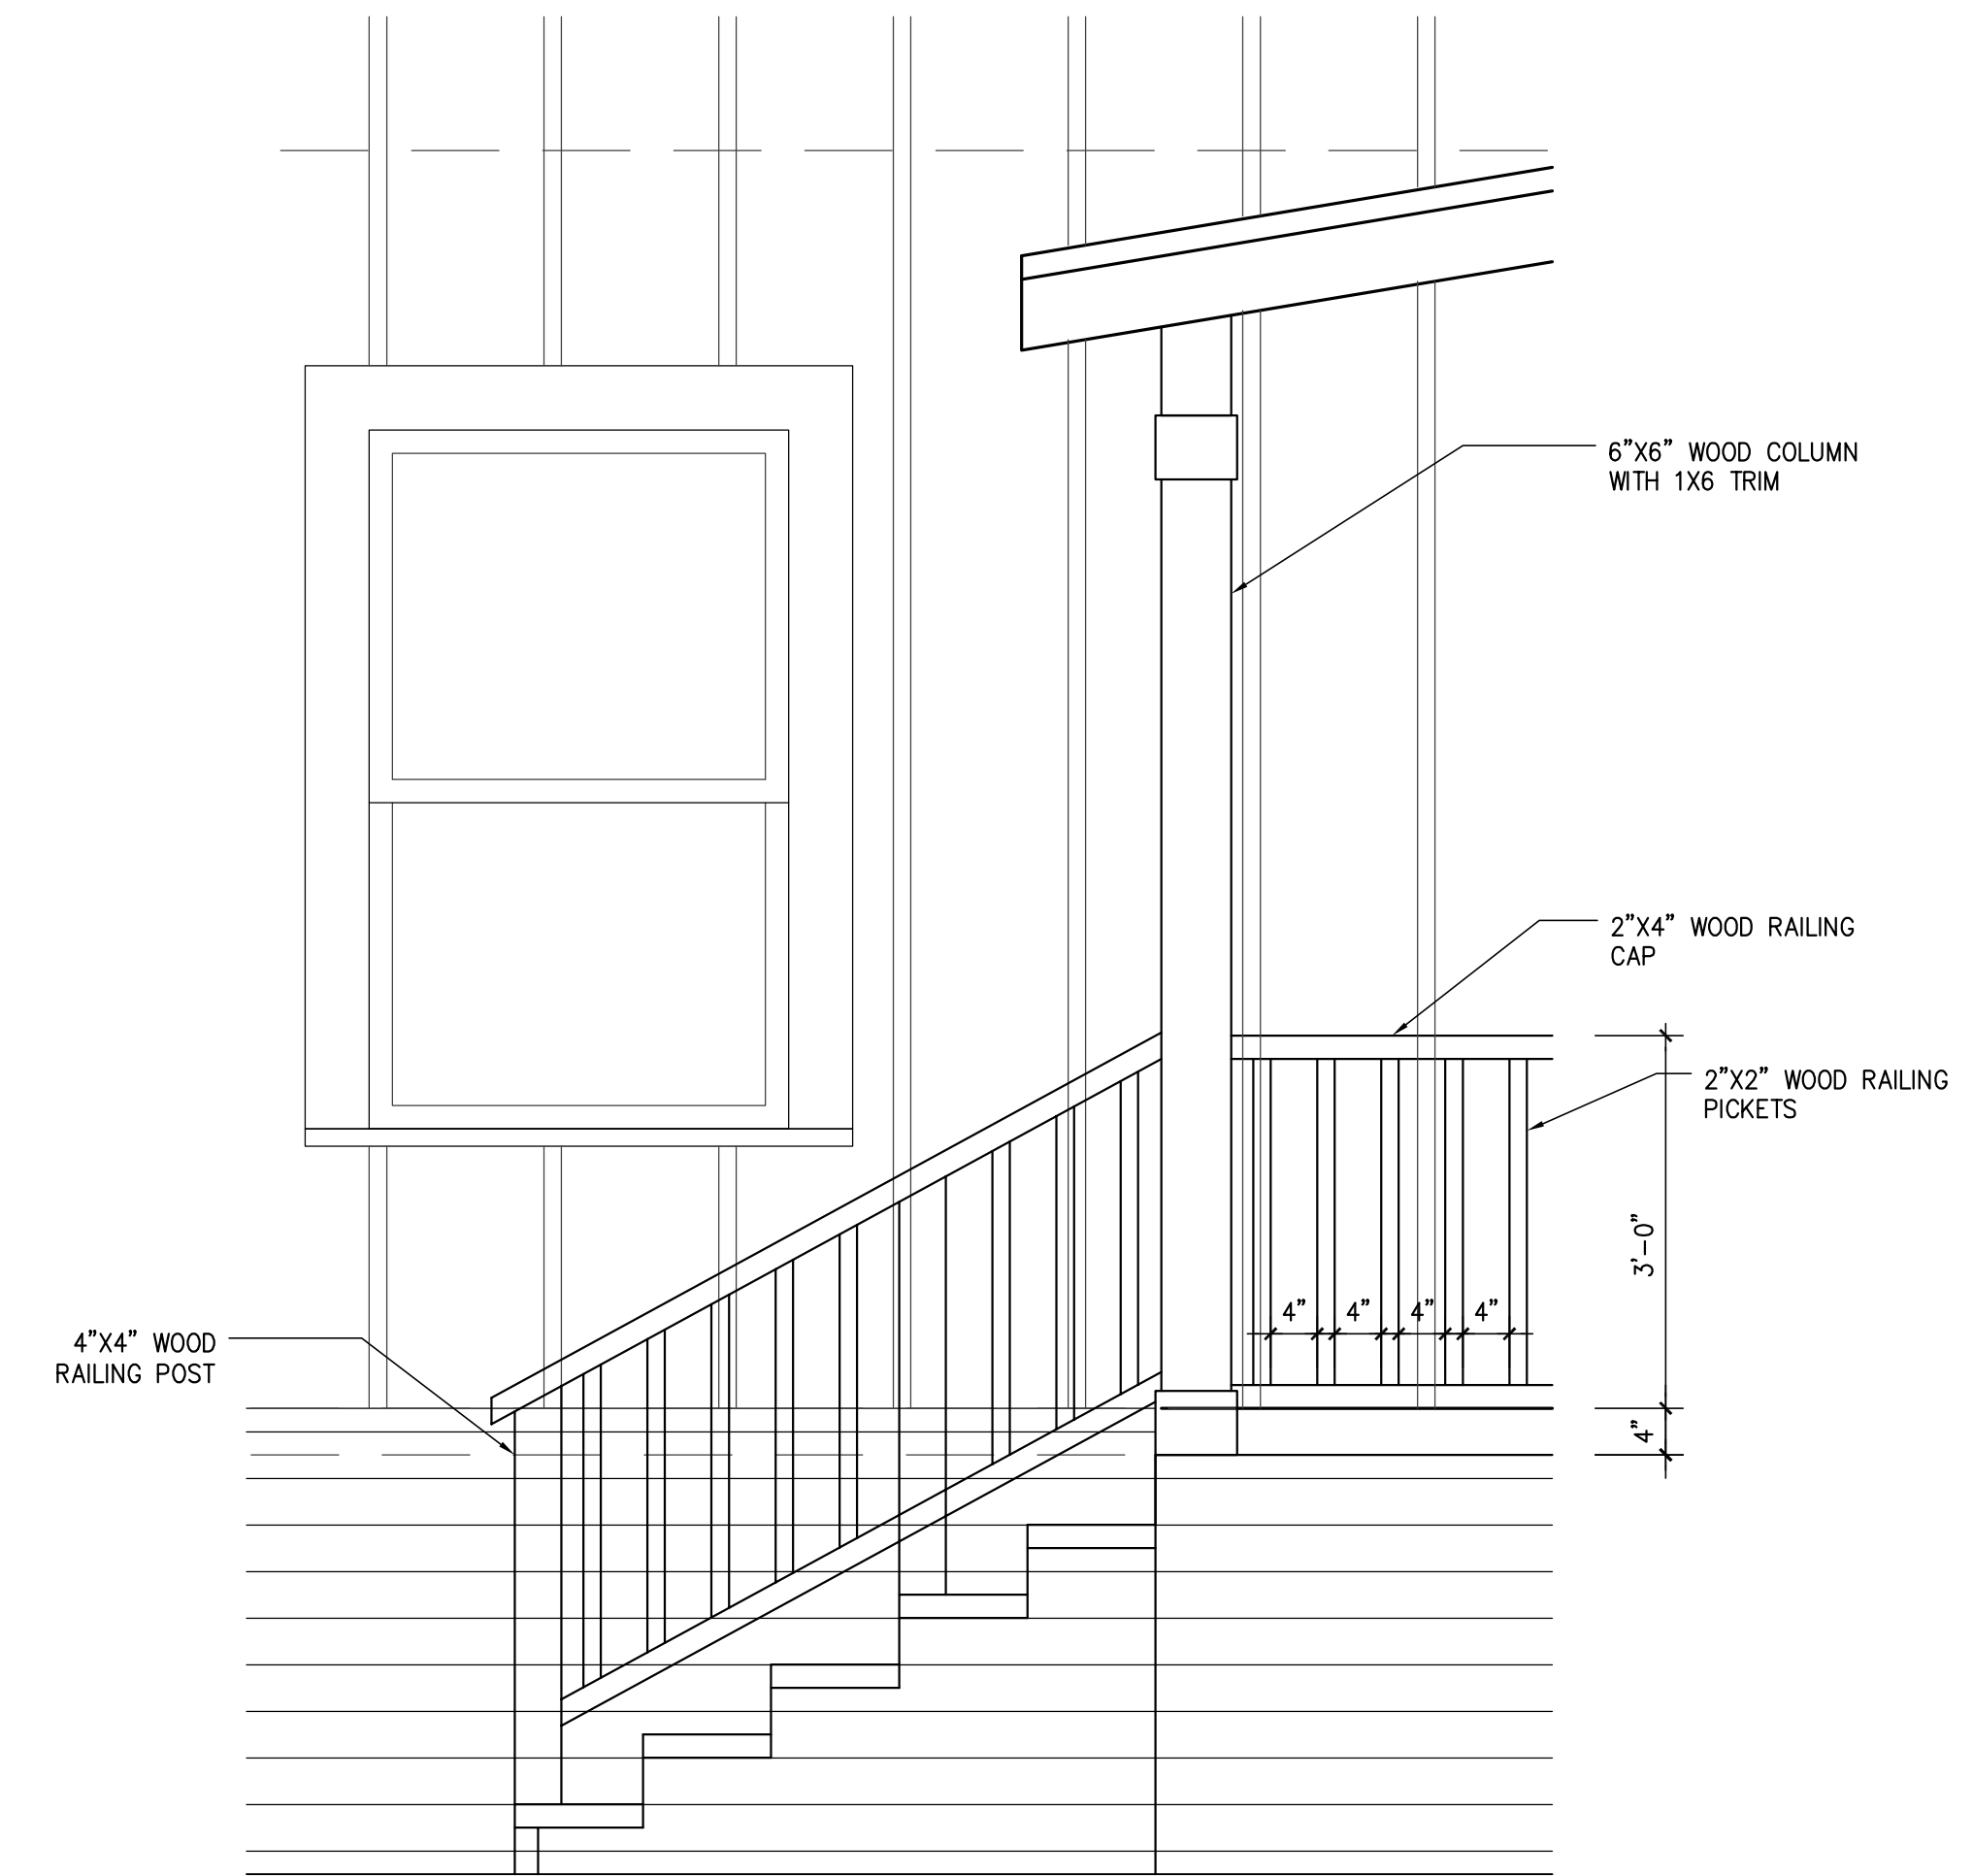 6”X6” WOOD COLUMN
WITH 1X6 TRIM
2”X4” WOOD RAILING
CAP
2”X2” WOOD RAILING
PICKETS
3’-0”
4” 4” 4” 4”
4”X4” WOOD
RAILING POST
4”